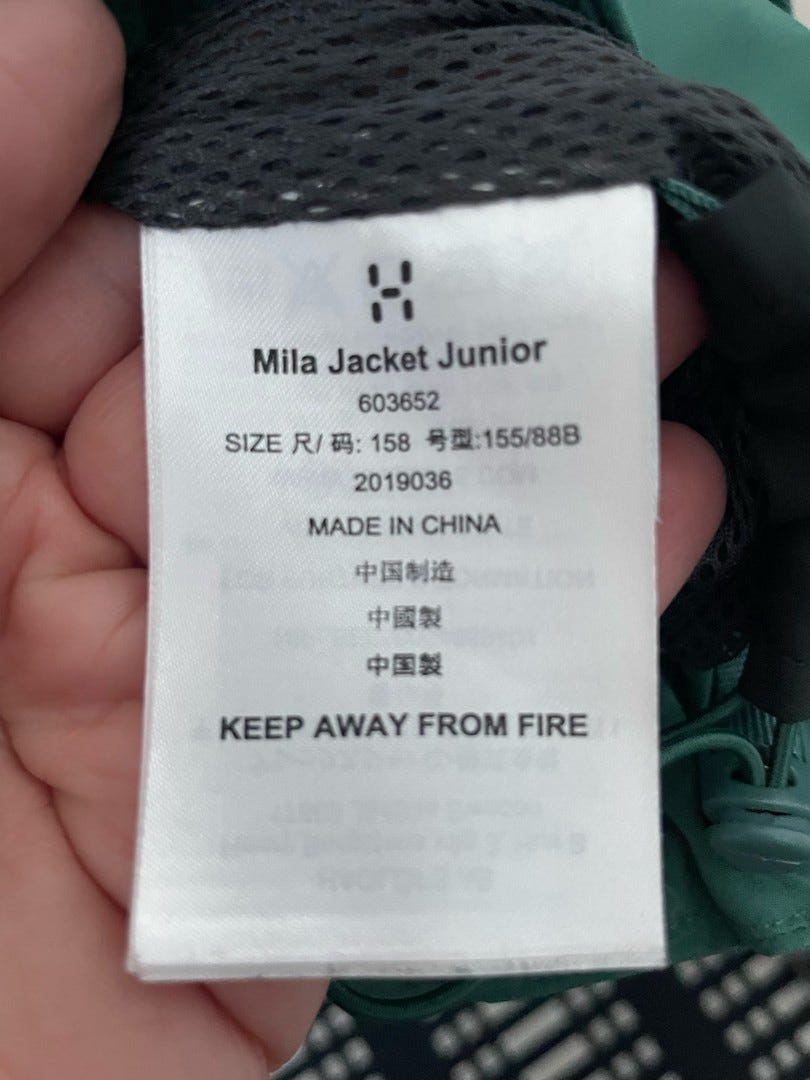 Mila Jacket Junior
603652
SIZE 尺/ 码: 158 号型:155/88B
2019036
MADE IN CHINA
中国制造
中國製
中国製
KEEP AWAY FROM FIRE